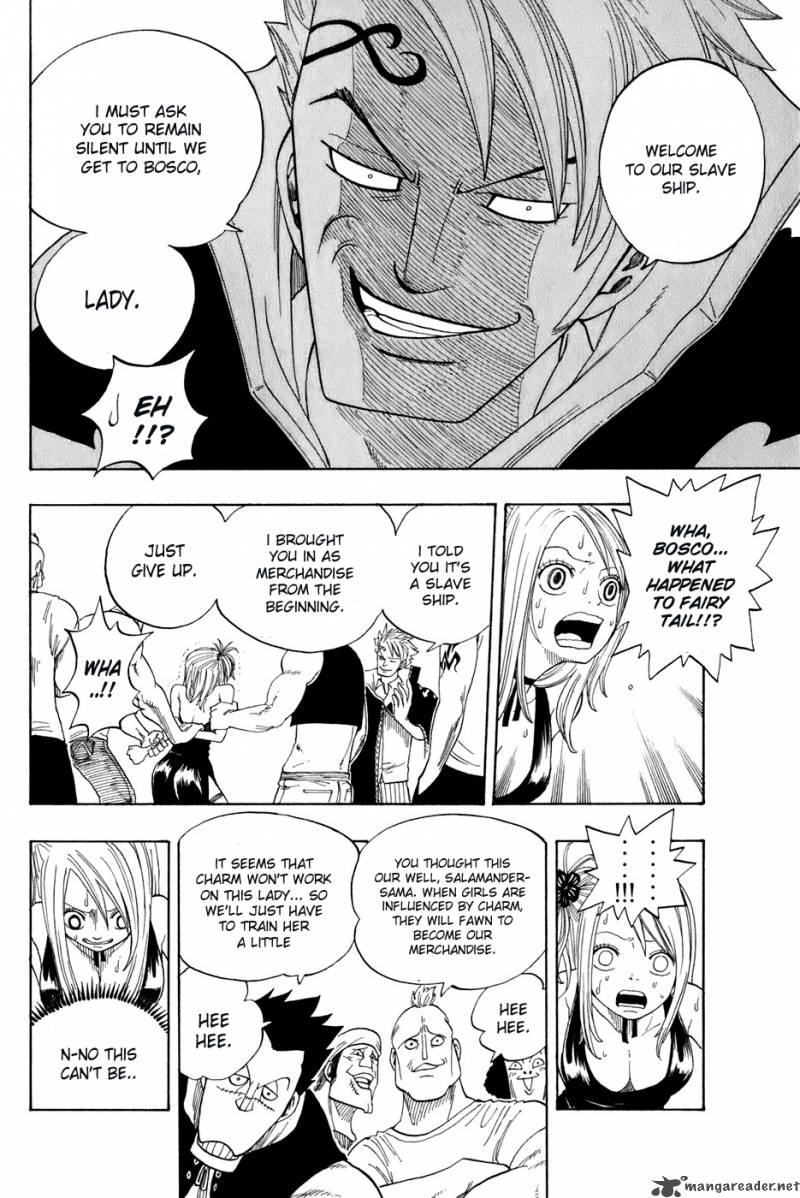 WELCOME
TO OUR SLAVE
SHIP.
I MUST ASK
YOU TO REMAIN
SILENT UNTIL WE
GET TO BOSCO,
LADY.
EH
!!?
WHA,
BOSCO...
WHAT
HAPPENED
TO FAIRY
TAIL!!?
I TOLD
YOU IT'S
A SLAVE
SHIP.
I BROUGHT
YOU IN AS
MERCHANDISE
FROM THE
BEGINNING.
JUST
GIVE UP.
WHA
..!!
......
!!!
YOU THOUGHT THIS
OUR WELL, SALAMANDER-
SAMA. WHEN GIRLS ARE
INFLUENCED BY CHARM,
THEY WILL FAWN TO
BECOME OUR
MERCHANDISE.
IT SEEMS THAT
CHARM WON'T WORK
ON THIS LADY... SO
WE'LL JUST HAVE
TO TRAIN HER
A LITTLE
HEE
HEE.
HEE
HEE.
N-NO THIS
CAN'T BE..
mangareader.net